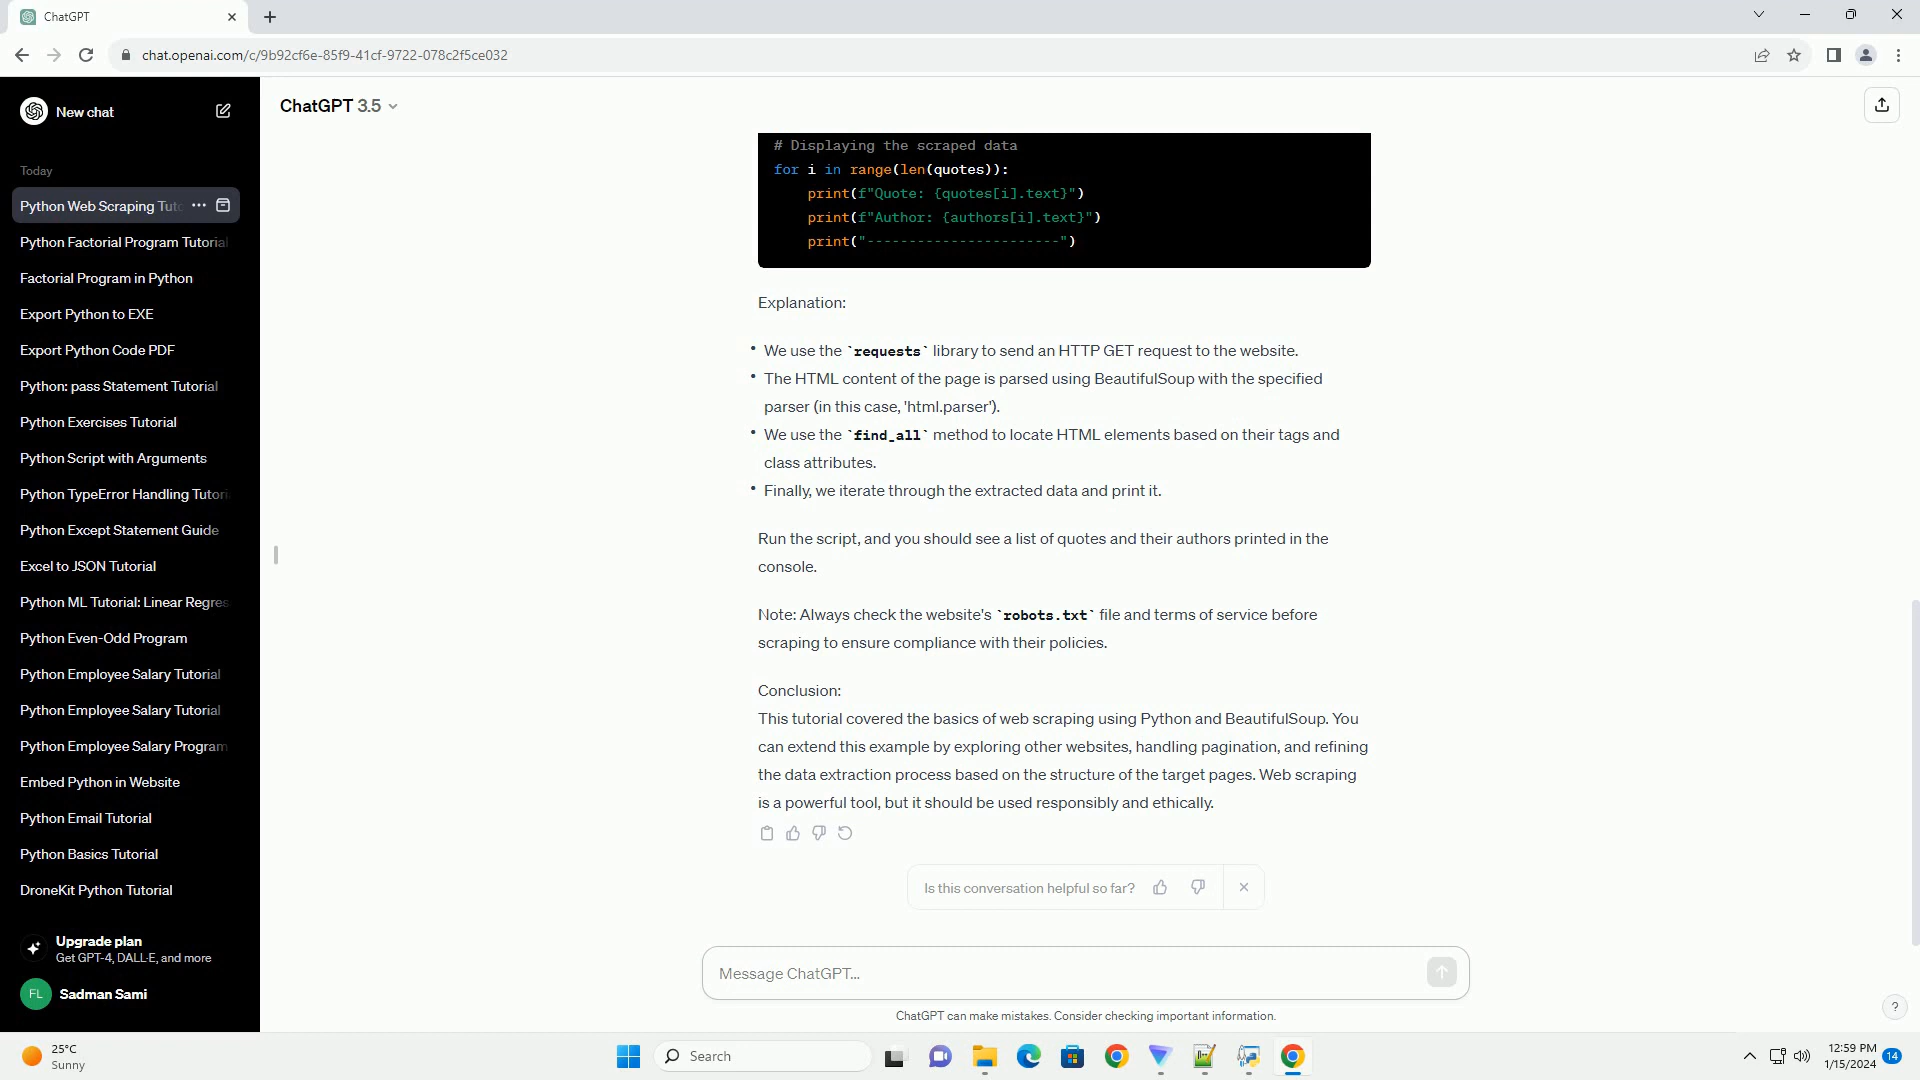 ChatGPT
chat.openai.com/c/9b92cf6e-85f9-41cf-9722-078c2f5ce032
New chat
ChatGPT 3.5
Today
Python Web Scraping Tuto
Python Factorial Program Tutorial
Factorial Program in Python
Export Python to EXE
Export Python Code PDF
Python: pass Statement Tutorial
Python Exercises Tutorial
Python Script with Arguments
Python TypeError Handling Tutori
Python Except Statement Guide
Excel to JSON Tutorial
Python ML Tutorial: Linear Regres
Python Even-Odd Program
Python Employee Salary Tutorial
Python Employee Salary Tutorial
Python Employee Salary Program
Embed Python in Website
Python Email Tutorial
Python Basics Tutorial
DroneKit Python Tutorial
Upgrade plan
Get GPT-4, DALL·E, and more
FL Sadman Sami
# Displaying the scraped data
for i in range(len(quotes)):
print(f"Quote: {quotes[i].text}")
print(f"Author: {authors[i].text}")
print("-----------------------")
Explanation:
• We use the `requests` library to send an HTTP GET request to the website.
• The HTML content of the page is parsed using BeautifulSoup with the specified
parser (in this case, 'html.parser').
• We use the `find_all` method to locate HTML elements based on their tags and
class attributes.
• Finally, we iterate through the extracted data and print it.
Run the script, and you should see a list of quotes and their authors printed in the
console.
Note: Always check the website's `robots.txt` file and terms of service before
scraping to ensure compliance with their policies.
Conclusion:
This tutorial covered the basics of web scraping using Python and BeautifulSoup. You
can extend this example by exploring other websites, handling pagination, and refining
the data extraction process based on the structure of the target pages. Web scraping
is a powerful tool, but it should be used responsibly and ethically.
Is this conversation helpful so far?
Message ChatGPT...
ChatGPT can make mistakes. Consider checking important information.
?
25°C
Sunny
Search
12:59 PM
1/15/2024
14